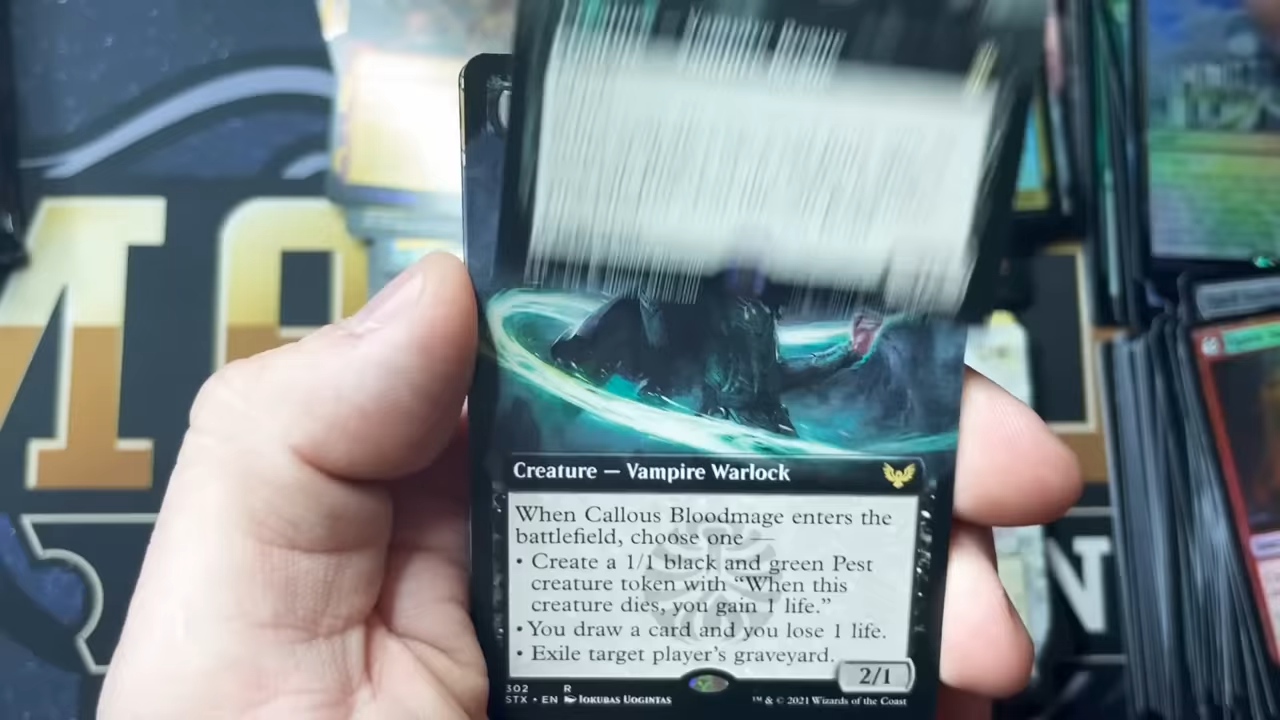 Creature — Vampire Warlock
When Callous Bloodmage enters the
battlefield, choose one —
• Create a 1/1 black and green Pest
creature token with “When this
creature dies, you gain 1 life.”
• You draw a card and you lose 1 life.
• Exile target player's graveyard.
2/1
302 R
STX • EN Iokubas Uogintas
™ & © 2021 Wizards of the Coast